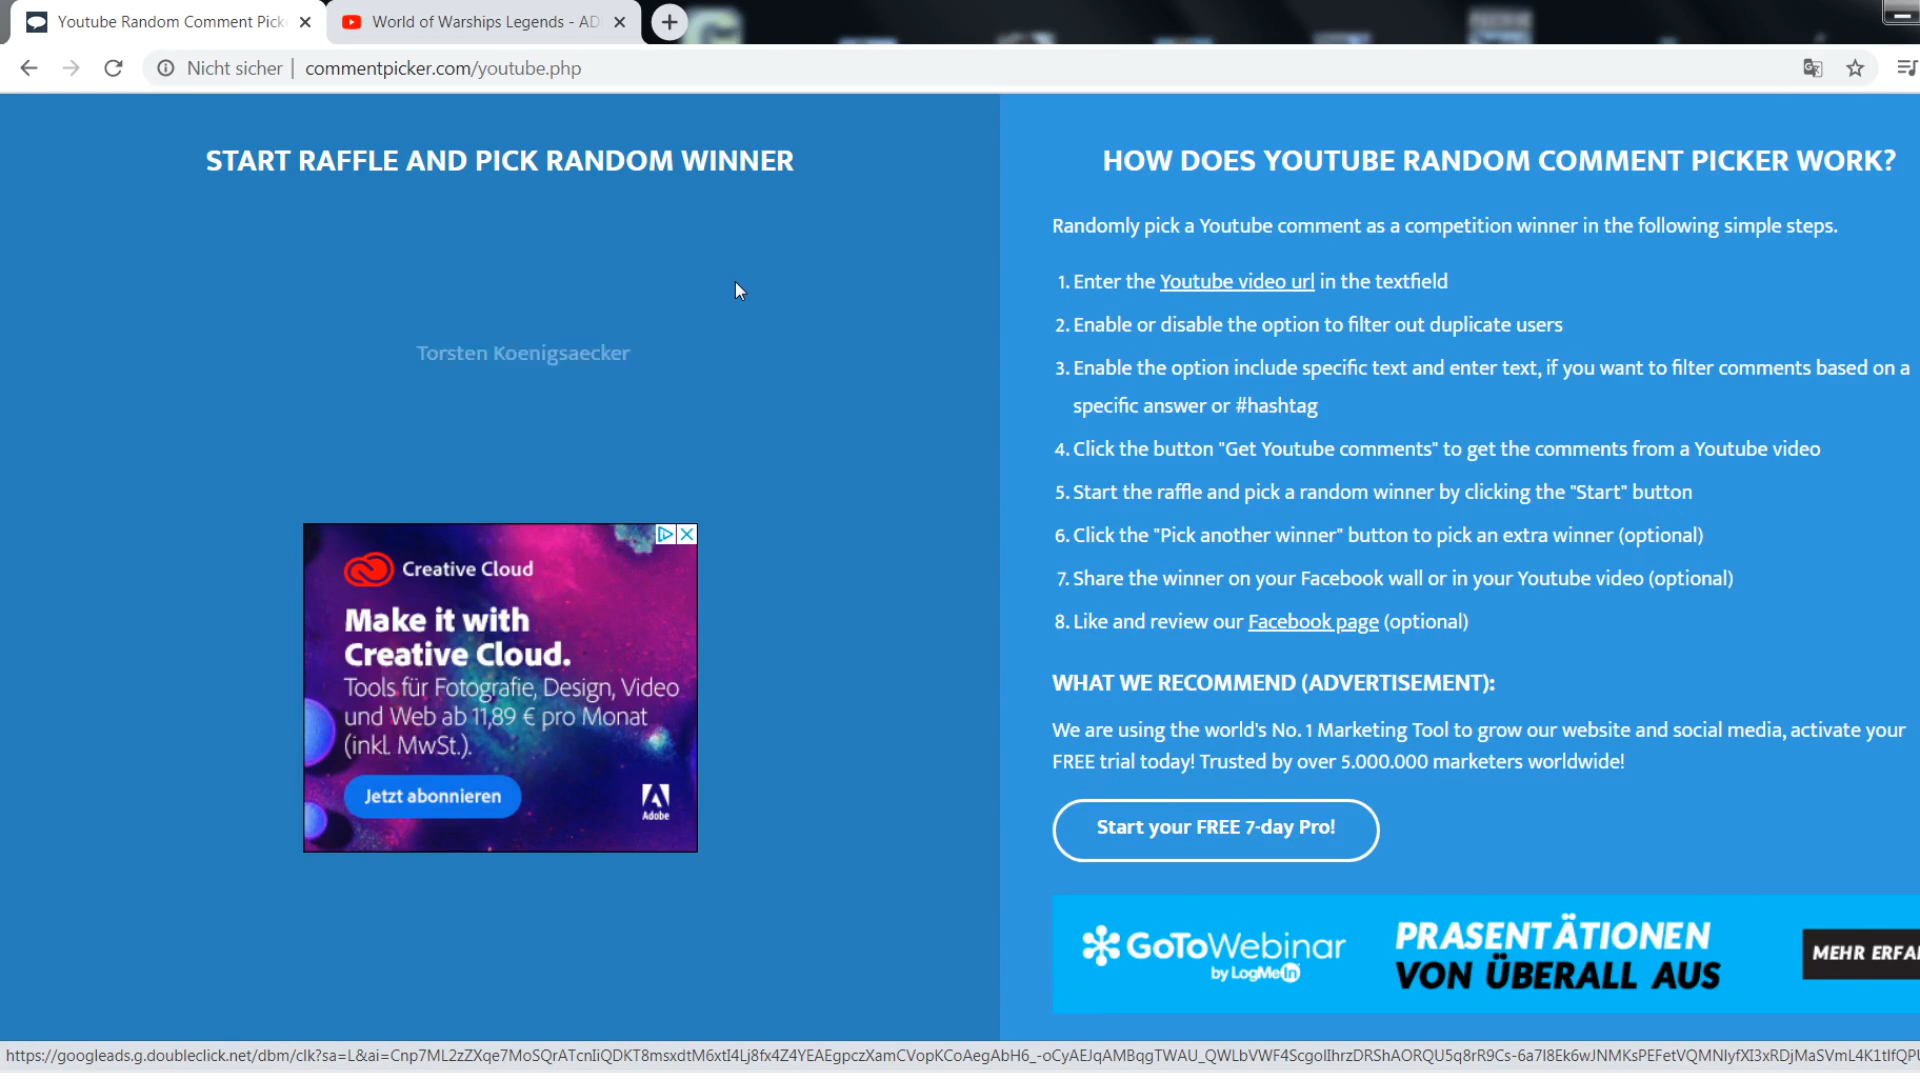 Youtube Random Comment Pick
World of Warships Legends - AD
Nicht sicher
commentpicker.com/youtube.php
START RAFFLE AND PICK RANDOM WINNER
Torsten Koenigsaecker
Creative Cloud
Make it with
Creative Cloud.
Tools für Fotografie, Design, Video
und Web ab 11,89 € pro Monat
(inkl. MwSt.).
Jetzt abonnieren
Adobe
HOW DOES YOUTUBE RANDOM COMMENT PICKER WORK?
Randomly pick a Youtube comment as a competition winner in the following simple steps.
1. Enter the Youtube video url in the textfield
2. Enable or disable the option to filter out duplicate users
3. Enable the option include specific text and enter text, if you want to filter comments based on a
specific answer or #hashtag
4. Click the button "Get Youtube comments" to get the comments from a Youtube video
5. Start the raffle and pick a random winner by clicking the "Start" button
6. Click the "Pick another winner" button to pick an extra winner (optional)
7. Share the winner on your Facebook wall or in your Youtube video (optional)
8. Like and review our Facebook page (optional)
WHAT WE RECOMMEND (ADVERTISEMENT):
We are using the world's No. 1 Marketing Tool to grow our website and social media, activate your
FREE trial today! Trusted by over 5.000.000 marketers worldwide!
Start your FREE 7-day Pro!
GoToWebinar
by LogMeIn
PRASENTÄTIONEN
VON ÜBERALL AUS
MEHR ERFA